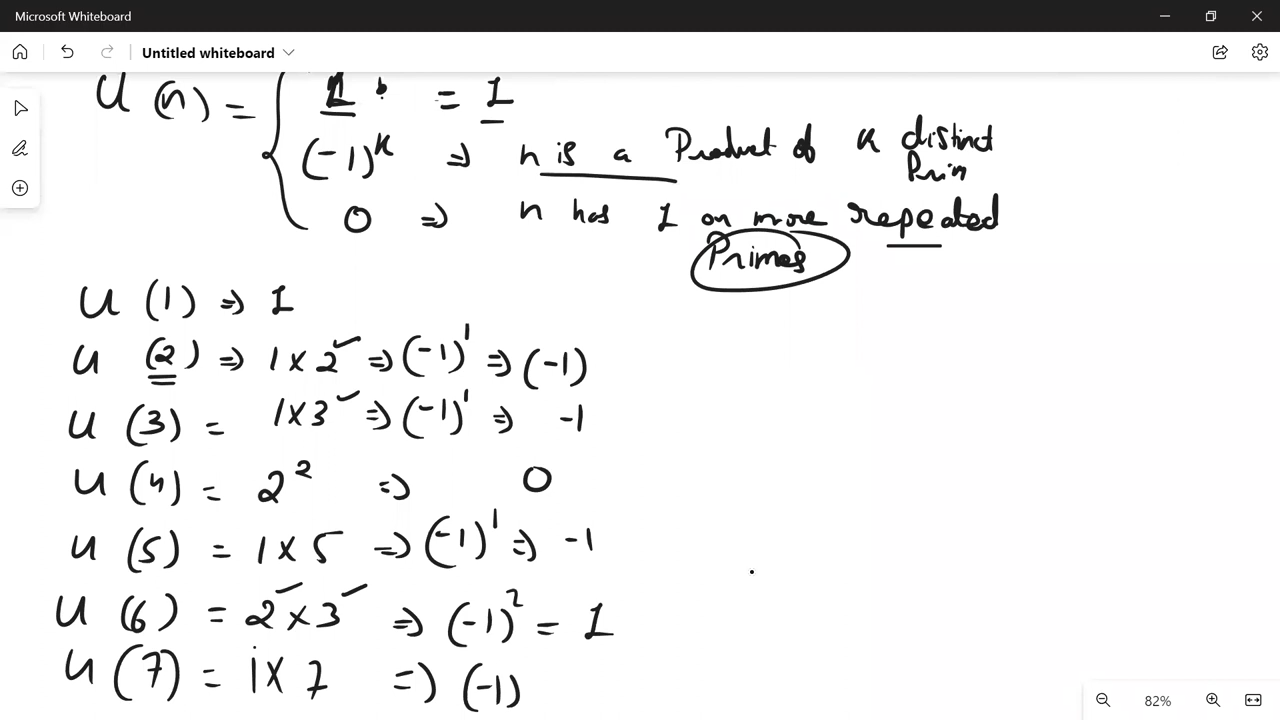 Microsoft Whiteboard
Untitled whiteboard
U (n) = { 1 = 1
(-1)^k => n is a Product of k distinct Prim
0 => n has 1 or more repeated Primes
U (1) => 1
U (2) => 1 x 2 => (-1)^1 => (-1)
U (3) = 1 x 3 => (-1)^1 => -1
U (4) = 2^2 => 0
U (5) = 1 x 5 => (-1)^1 => -1
U (6) = 2 x 3 => (-1)^2 = 1
U (7) = 1 x 7 => (-1)
82%